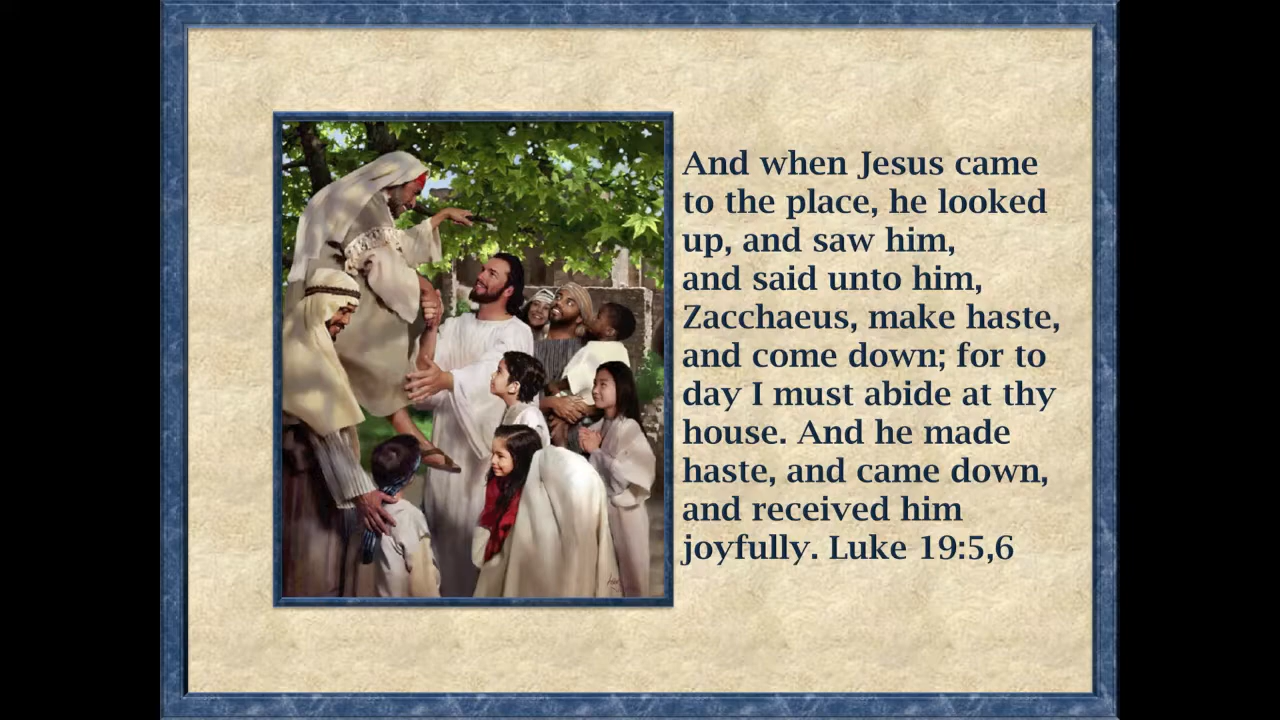 And when Jesus came
to the place, he looked
up, and saw him,
and said unto him,
Zacchaeus, make haste,
and come down; for to
day I must abide at thy
house. And he made
haste, and came down,
and received him
joyfully. Luke 19:5,6